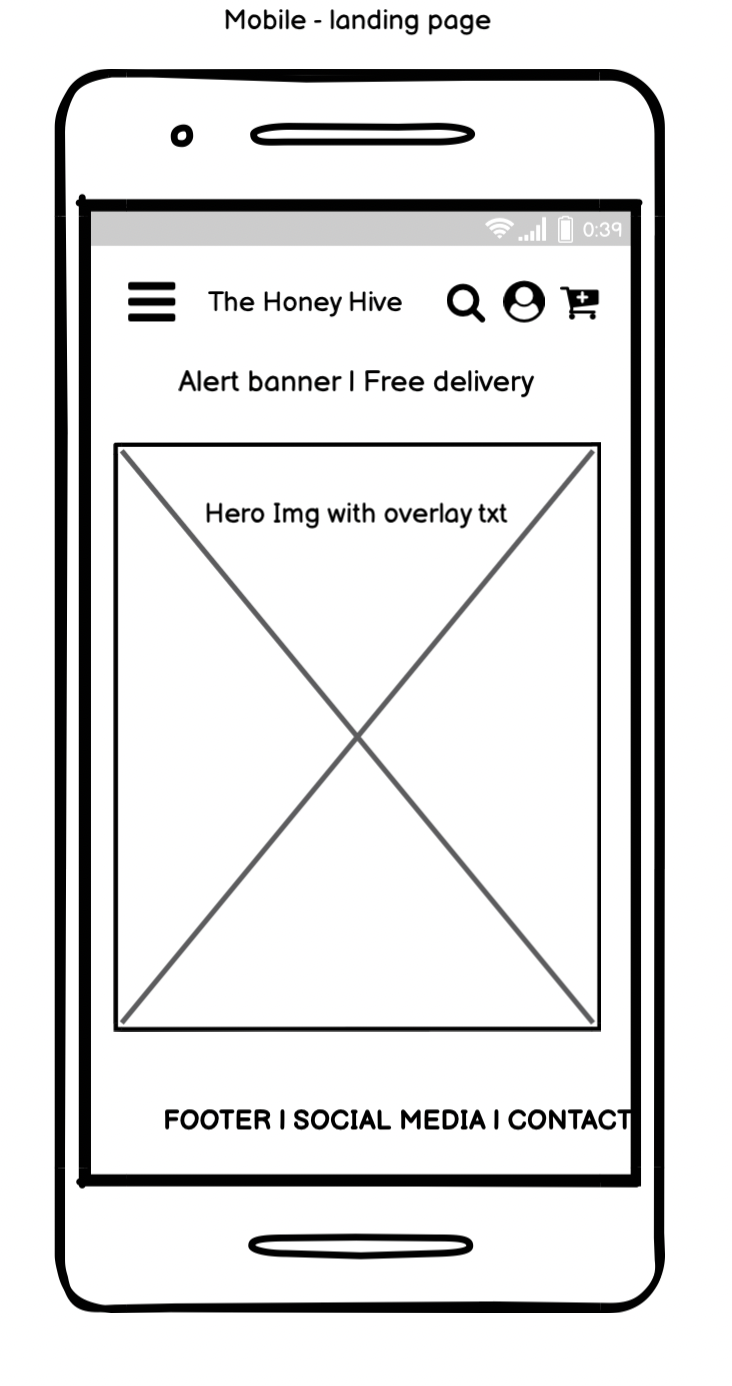 Mobile - landing page
0:39
The Honey Hive
Alert banner | Free delivery
Hero Img with overlay txt
FOOTER | SOCIAL MEDIA | CONTACT